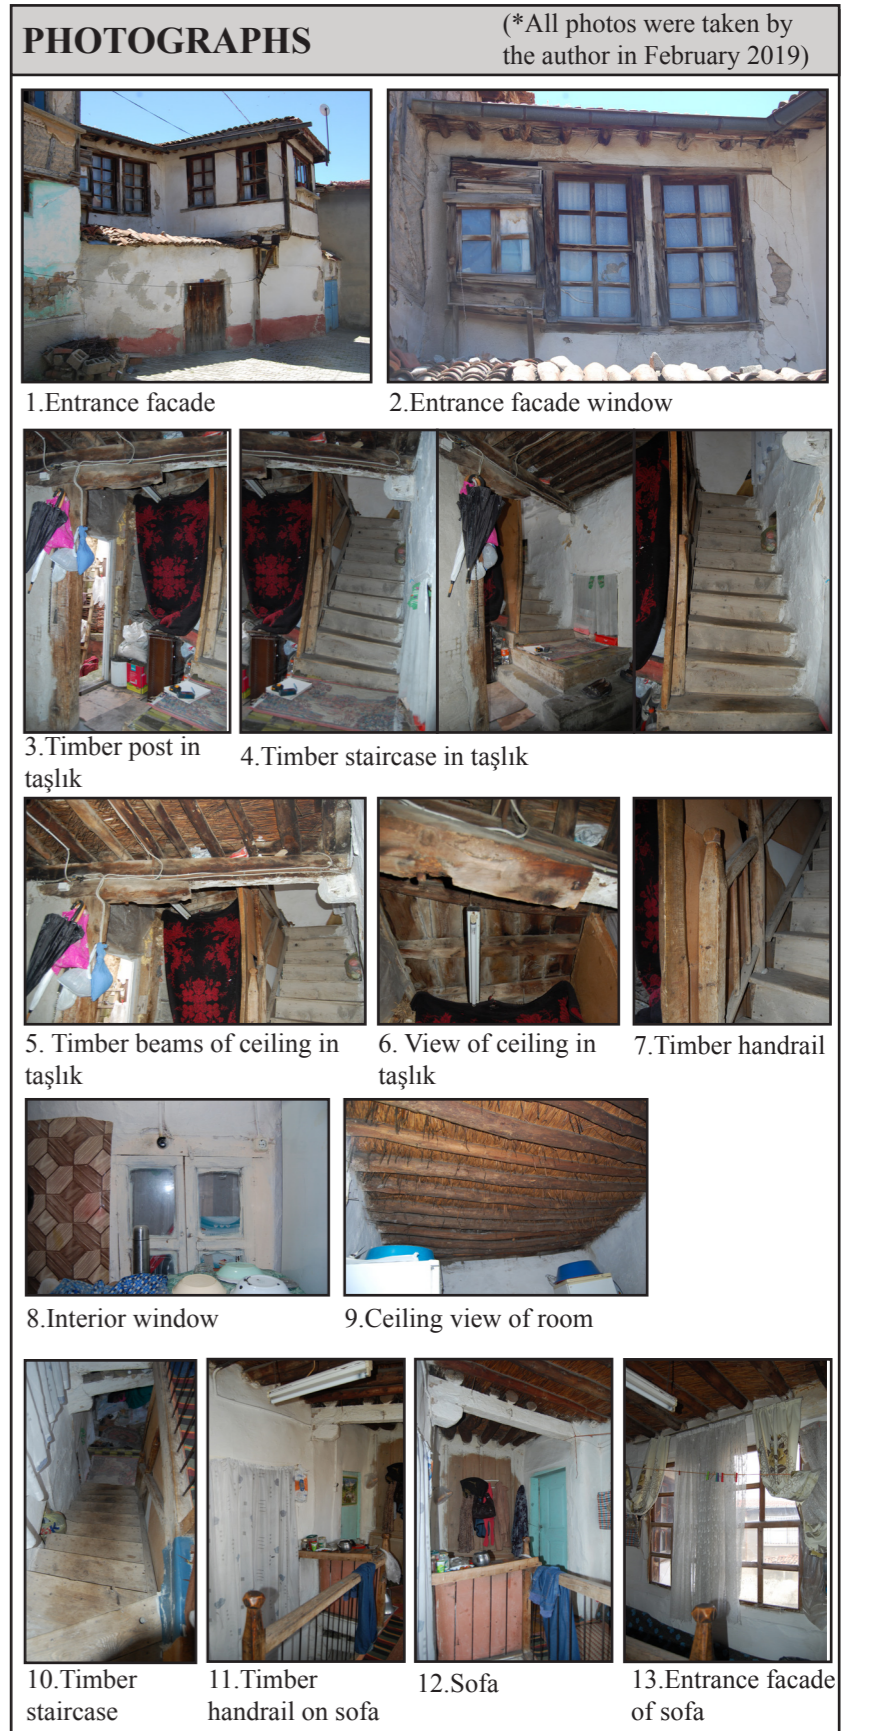 PHOTOGRAPHS
(*All photos were taken by
the author in February 2019)
1.Entrance facade
2.Entrance facade window
3.Timber post in
taşlık
4.Timber staircase in taşlık
5. Timber beams of ceiling in
taşlık
6. View of ceiling in
taşlık
7.Timber handrail
8.Interior window
9.Ceiling view of room
10.Timber
staircase
11.Timber
handrail on sofa
12.Sofa
13.Entrance facade
of sofa